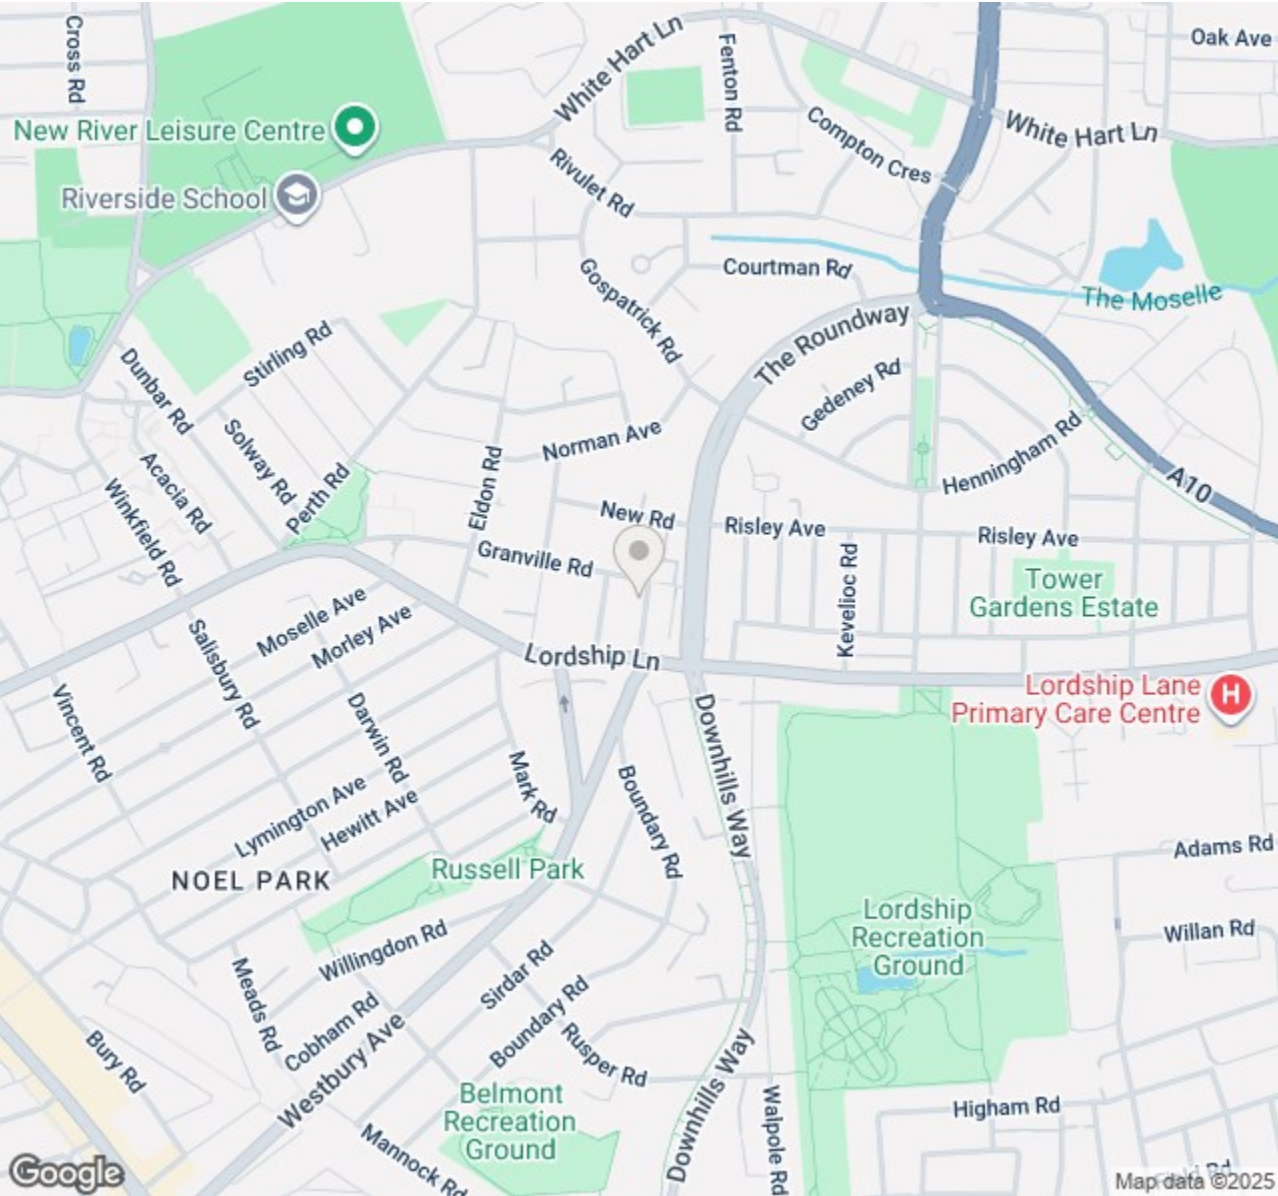 Cross Rd
White Hart Ln
Fenton Rd
Oak Ave
New River Leisure Centre
Compton Cres
White Hart Ln
Riverside School
Rivulet Rd
Courtman Rd
Gospatrick Rd
The Moselle
The Roundway
Stirling Rd
Dunbar Rd
Gedeney Rd
Solway Rd
Norman Ave
Henningham Rd
Acacia Rd
Perth Rd
Eldon Rd
A10
Winkfield Rd
New Rd
Risley Ave
Risley Ave
Granville Rd
Kevelioc Rd
Tower
Gardens Estate
Moselle Ave
Morley Ave
Salisbury Rd
Lordship Ln
Lordship Lane
Primary Care Centre
H
Vincent Rd
Darwin Rd
Downhills Way
Mark Rd
Boundary Rd
Lymington Ave
Hewitt Ave
Adams Rd
NOEL PARK
Russell Park
Lordship
Recreation
Ground
Willan Rd
Willingdon Rd
Meads Rd
Sirdar Rd
Cobham Rd
Boundary Rd
Bury Rd
Westbury Ave
Rusper Rd
Downhills Way
Belmont
Recreation
Ground
Walpole Rd
Higham Rd
Mannock Rd
Google
Map data ©2025